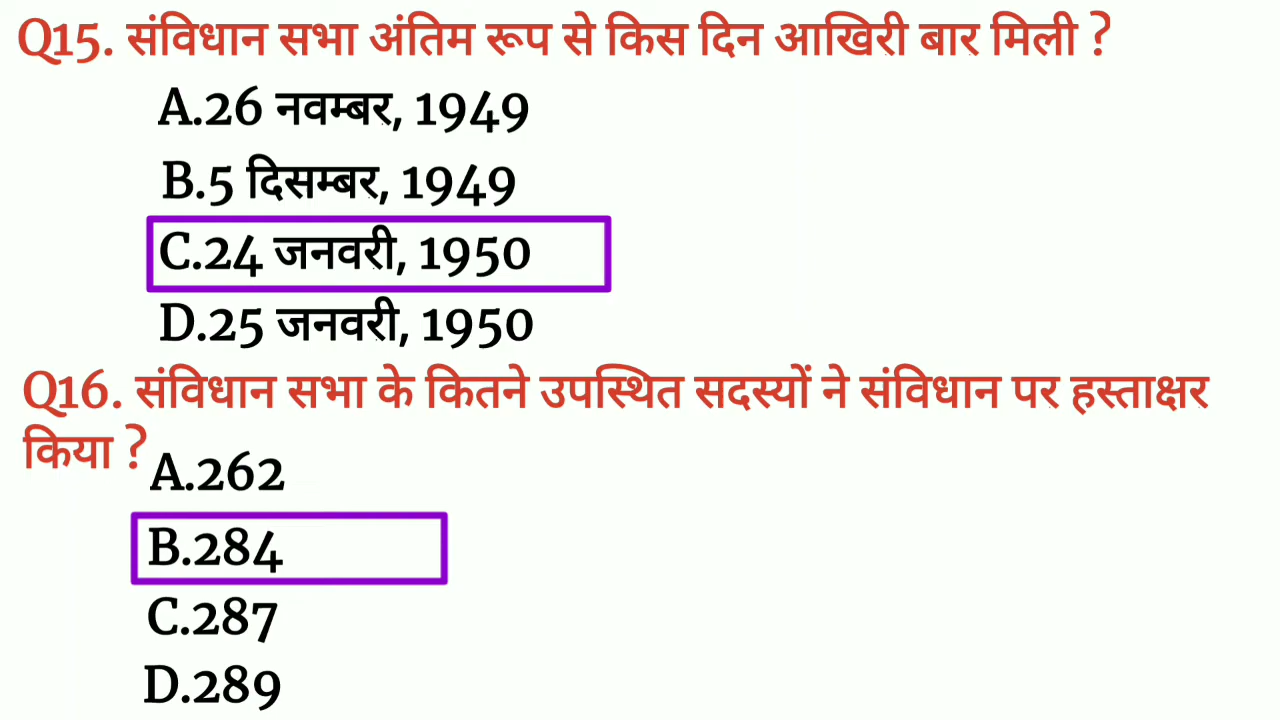 Q15. संविधान सभा अंतिम रूप से किस दिन आखिरी बार मिली ?
A.26 नवम्बर, 1949
B.5 दिसम्बर, 1949
C.24 जनवरी, 1950
D.25 जनवरी, 1950
Q16. संविधान सभा के कितने उपस्थित सदस्यों ने संविधान पर हस्ताक्षर
किया ?
A.262
B.284
C.287
D.289